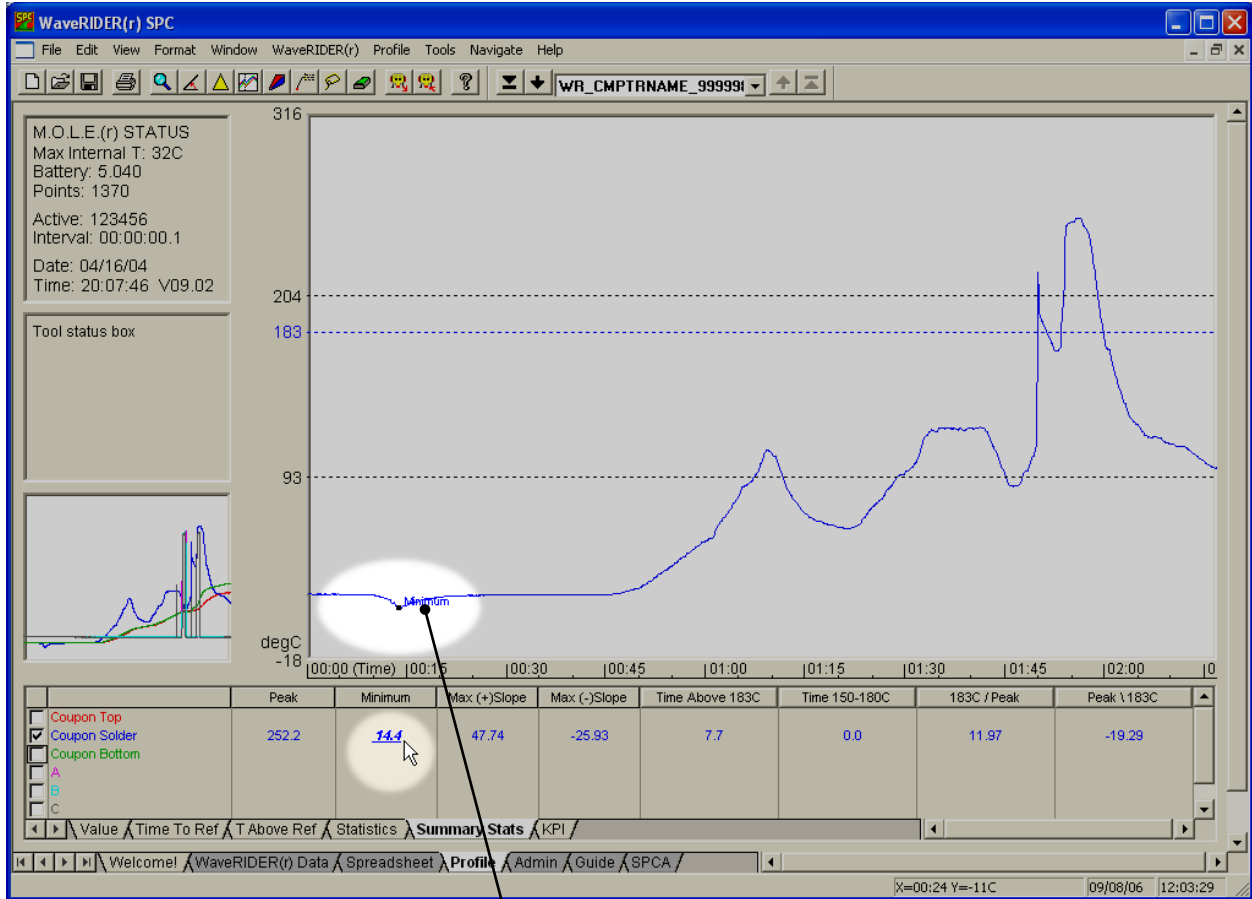 WaveRIDER(r) SPC
File Edit View Format Window WaveRIDER(r) Profile Tools Navigate Help
WR_CMPTRNAME_999999
M.O.L.E.(r) STATUS
Max Internal T: 32C
Battery: 5.040
Points: 1370
Active: 123456
Interval: 00:00:00.1
Date: 04/16/04
Time: 20:07:46 V09.02
Tool status box
316
204
183
93
degC
-18
Minimum
00:00 (Time) 00:15 00:30 00:45 01:00 01:15 01:30 01:45 02:00 0
Peak Minimum Max (+)Slope Max (-)Slope Time Above 183C Time 150-180C 183C / Peak Peak \ 183C
Coupon Top
Coupon Solder 252.2 14.4 47.74 -25.93 7.7 0.0 11.97 -19.29
Coupon Bottom
A
B
C
Value Time To Ref T Above Ref Statistics Summary Stats KPI
Welcome! WaveRIDER(r) Data Spreadsheet Profile Admin Guide SPCA
X=00:24 Y=-11C 09/08/06 12:03:29